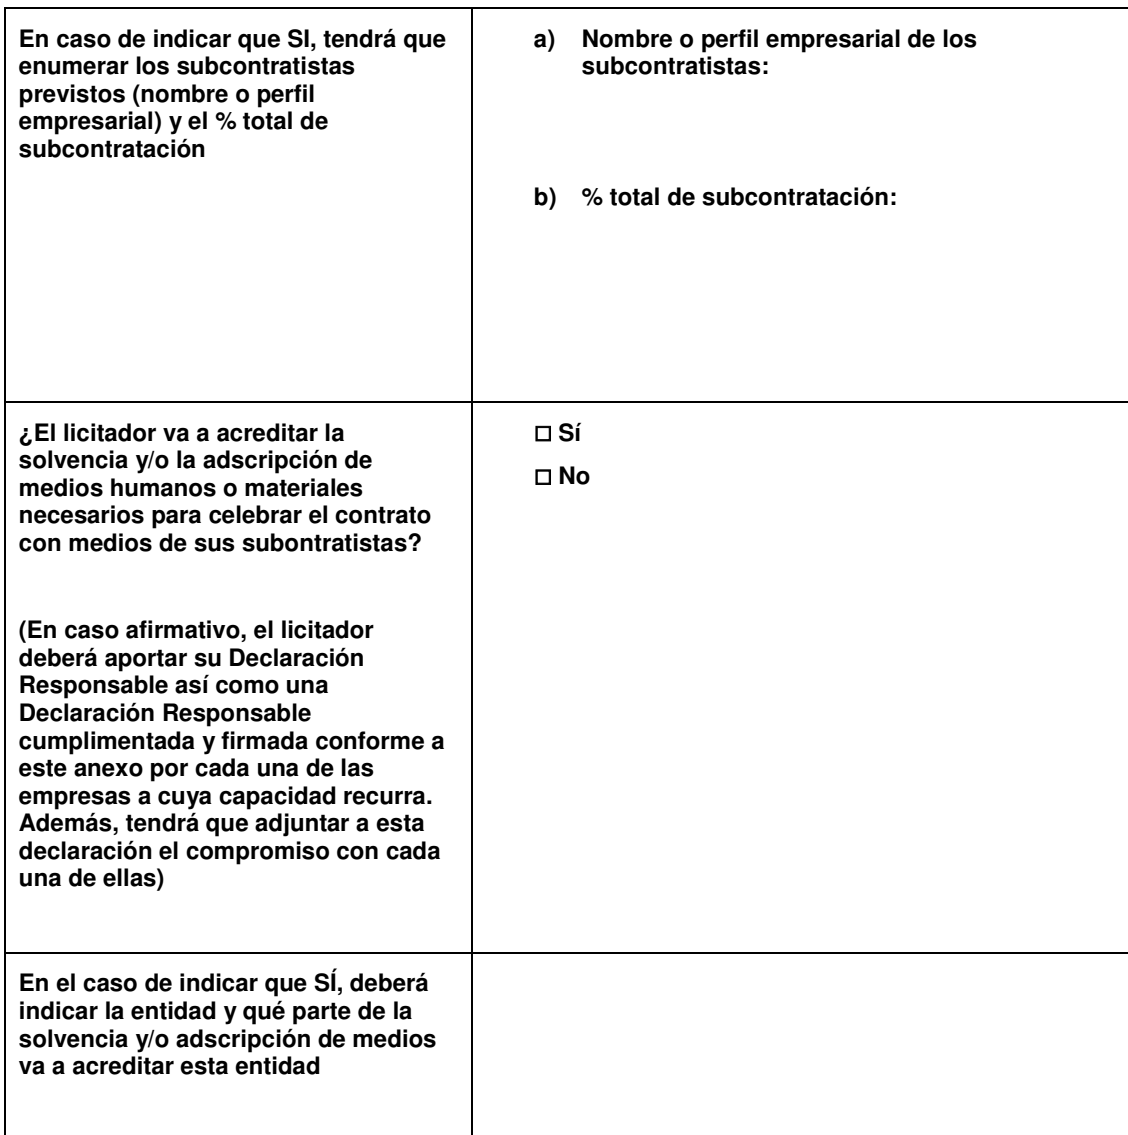 En caso de indicar que SI, tendrá que
enumerar los subcontratistas
previstos (nombre o perfil
empresarial) y el % total de
subcontratación
a) Nombre o perfil empresarial de los
subcontratistas:
b) % total de subcontratación:
¿El licitador va a acreditar la
solvencia y/o la adscripción de
medios humanos o materiales
necesarios para celebrar el contrato
con medios de sus subontratistas?
(En caso afirmativo, el licitador
deberá aportar su Declaración
Responsable así como una
Declaración Responsable
cumplimentada y firmada conforme a
este anexo por cada una de las
empresas a cuya capacidad recurra.
Además, tendrá que adjuntar a esta
declaración el compromiso con cada
una de ellas)
☐ Sí
☐ No
En el caso de indicar que SÍ, deberá
indicar la entidad y qué parte de la
solvencia y/o adscripción de medios
va a acreditar esta entidad